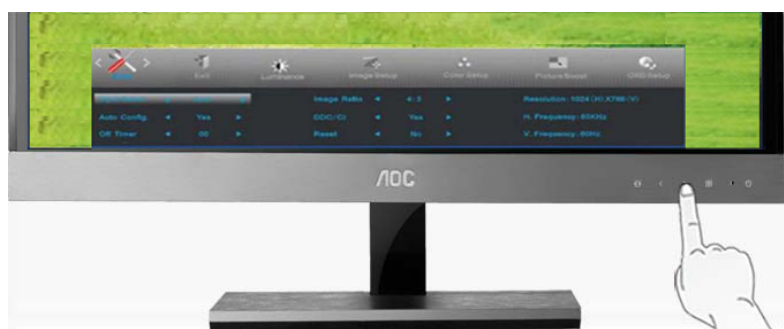 Exit
Luminance
Image Setup
Color Setup
Picture Boost
OSD Setup
Image Ratio 4:3
Resolution: 1024 (H) X768 (V)
Auto Config. Yes
DDC/CI Yes
H. Frequency: 65KHz
Off Timer 00
Reset No
V. Frequency: 60Hz
AOC